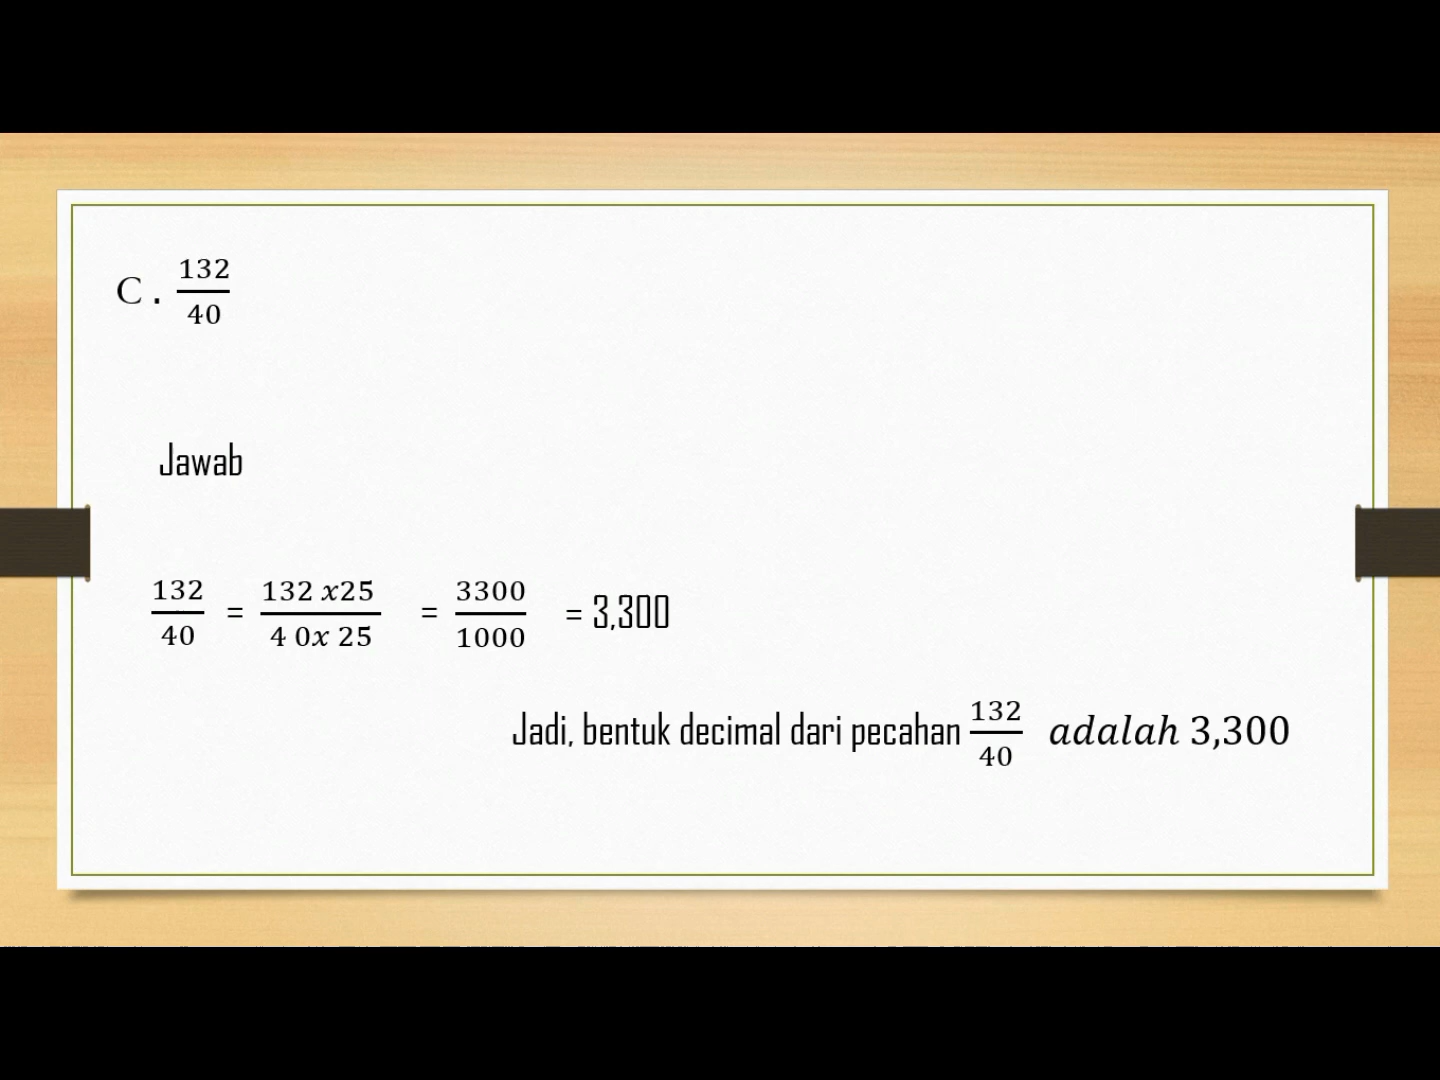 C . 132/40
Jawab
132/40 = 132 x25/4 0x 25 = 3300/1000 = 3,300
Jadi, bentuk decimal dari pecahan 132/40 adalah 3,300